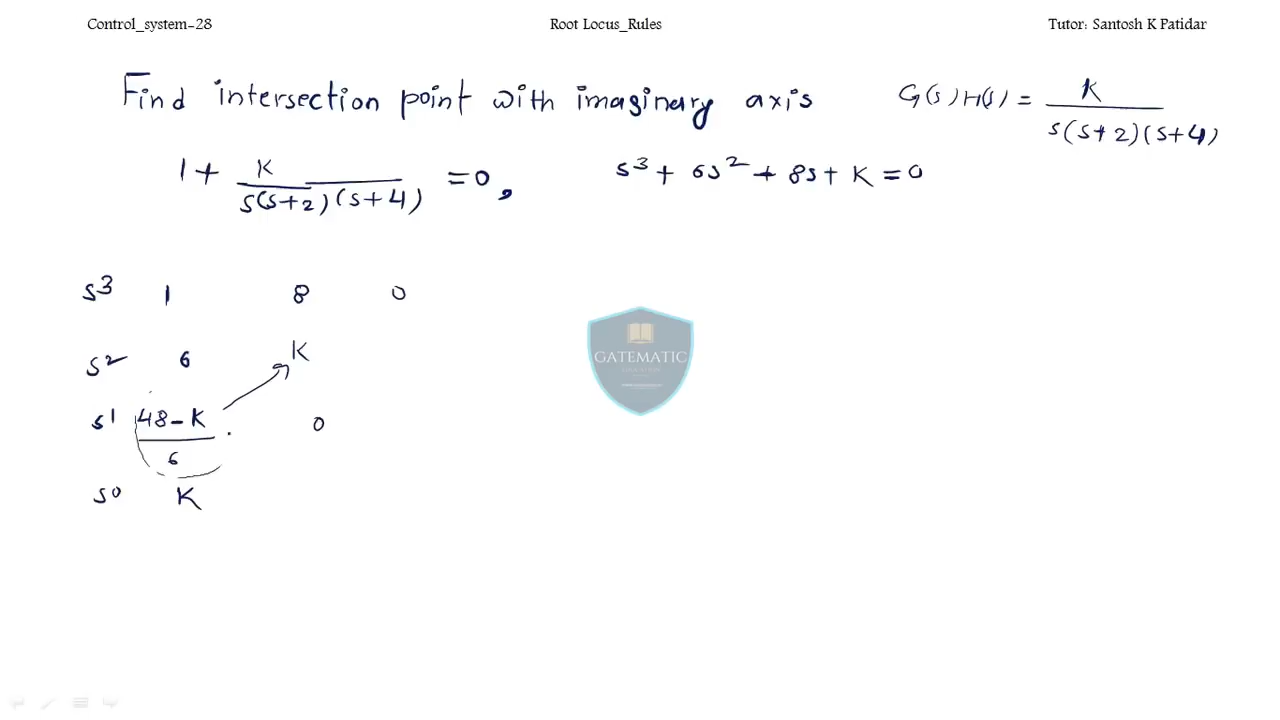 Control_system-28 Root Locus_Rules Tutor: Santosh K Patidar
Find intersection point with imaginary axis G(s)H(s) = K / s(s+2)(s+4)
1 + K / s(s+2)(s+4) = 0, s³ + 6s² + 8s + K = 0
s³ 1 8 0
s² 6 K
s¹ 48-K / 6 0
s⁰ K
GATEMATIC